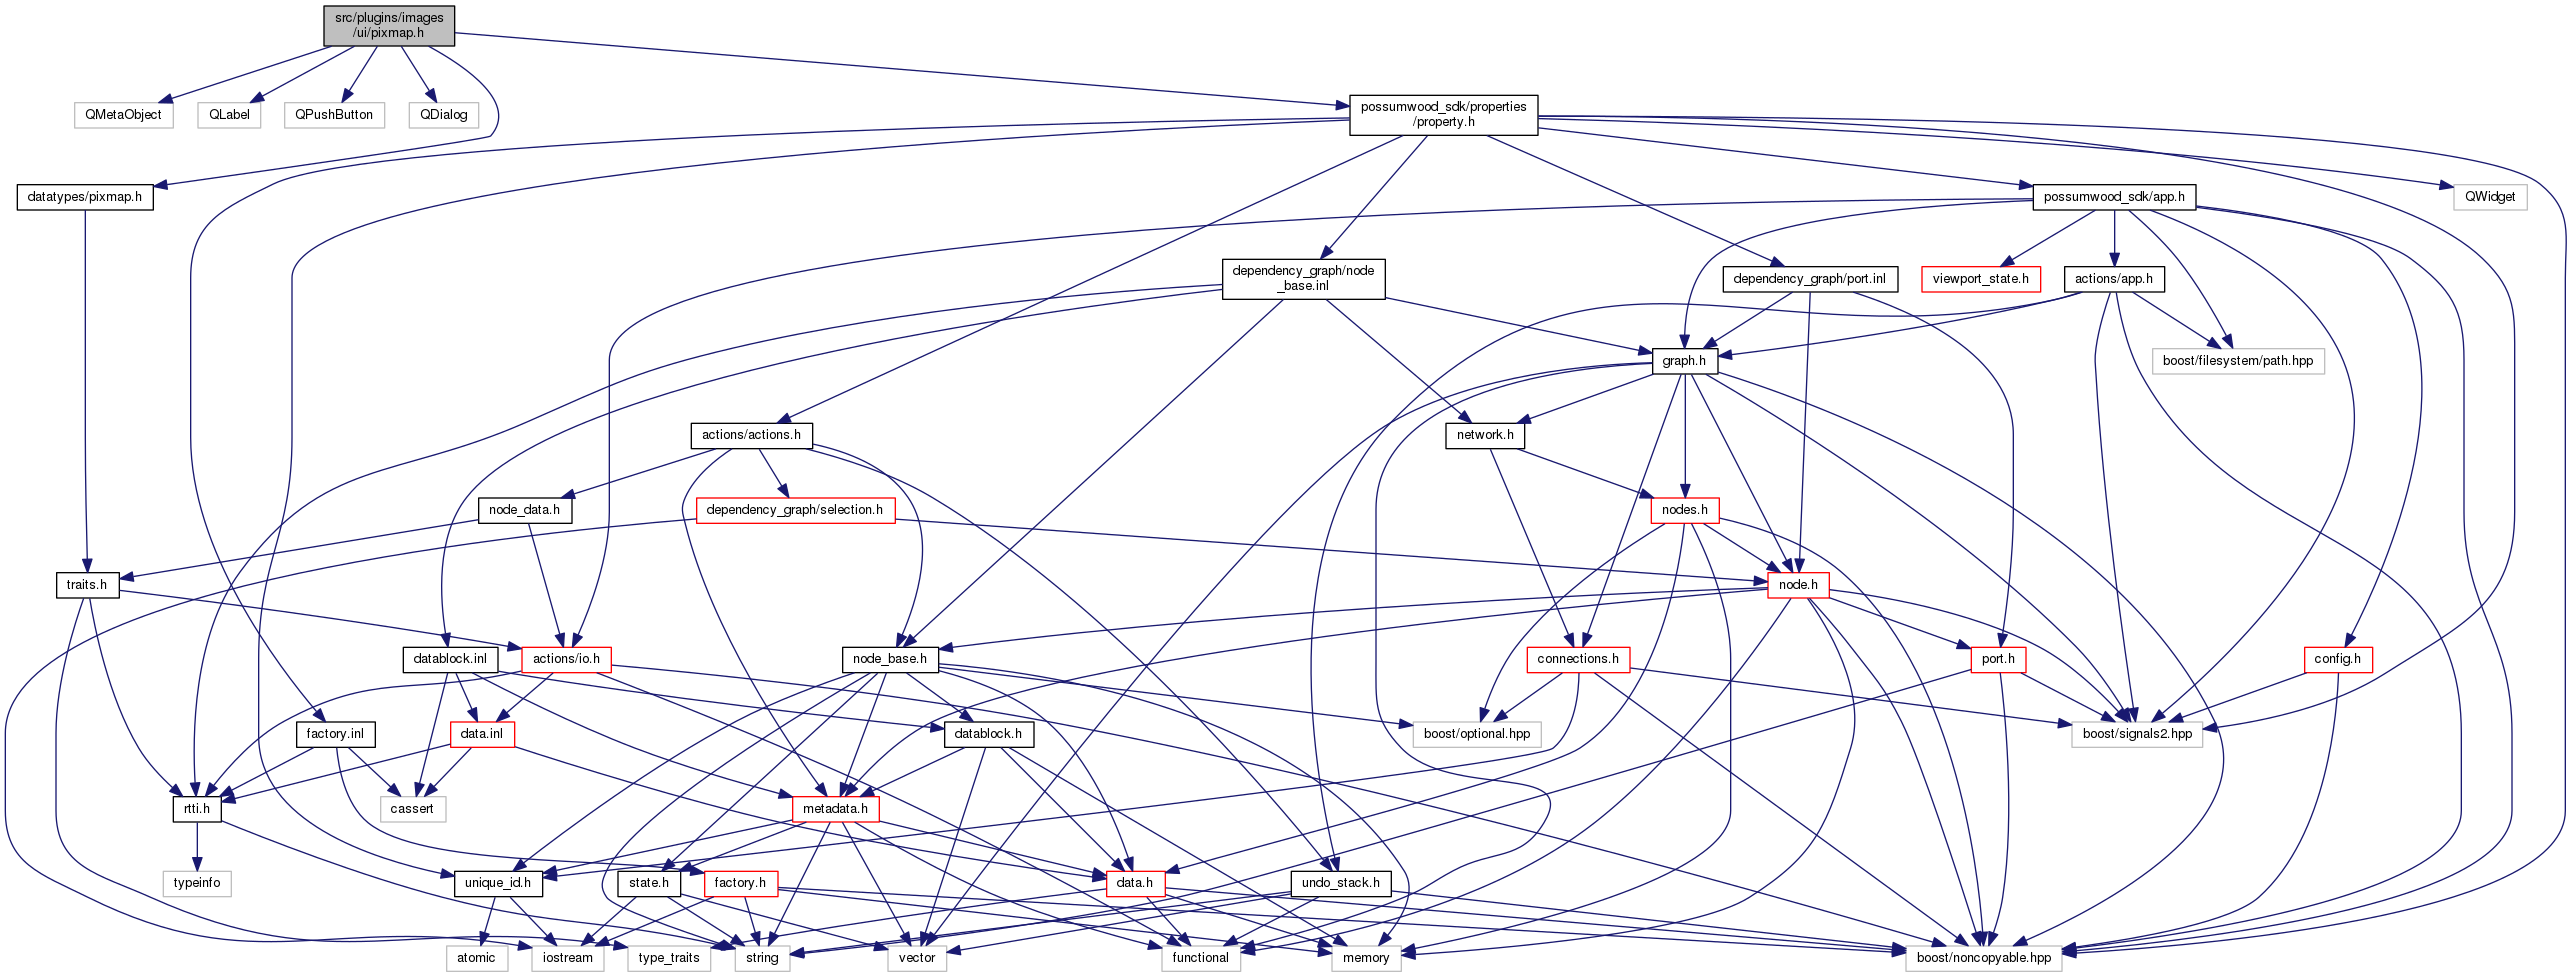 src/plugins/images
/ui/pixmap.h
QMetaObject
QLabel
QPushButton
QDialog
possumwood_sdk/properties
/property.h
datatypes/pixmap.h
possumwood_sdk/app.h
QWidget
dependency_graph/node
_base.inl
dependency_graph/port.inl
viewport_state.h
actions/app.h
graph.h
boost/filesystem/path.hpp
actions/actions.h
network.h
node_data.h
dependency_graph/selection.h
nodes.h
traits.h
node.h
datablock.inl
actions/io.h
node_base.h
connections.h
port.h
config.h
factory.inl
data.inl
datablock.h
boost/optional.hpp
boost/signals2.hpp
rtti.h
cassert
metadata.h
typeinfo
unique_id.h
state.h
factory.h
data.h
undo_stack.h
atomic
iostream
type_traits
string
vector
functional
memory
boost/noncopyable.hpp